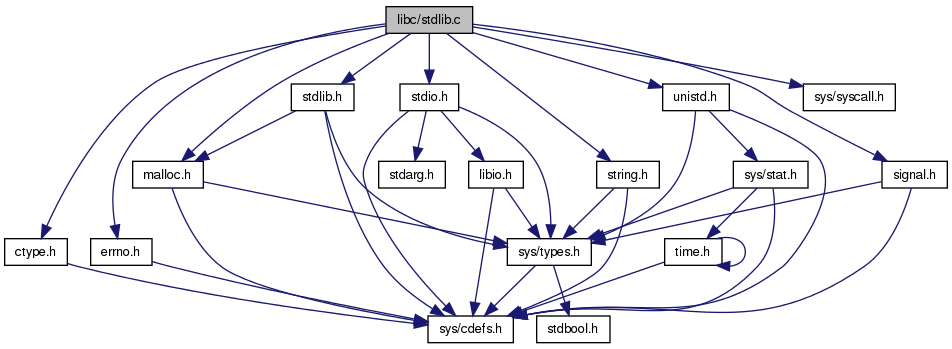 libc/stdlib.c
stdlib.h
stdio.h
unistd.h
sys/syscall.h
malloc.h
stdarg.h
libio.h
string.h
sys/stat.h
signal.h
ctype.h
errno.h
sys/types.h
time.h
sys/cdefs.h
stdbool.h